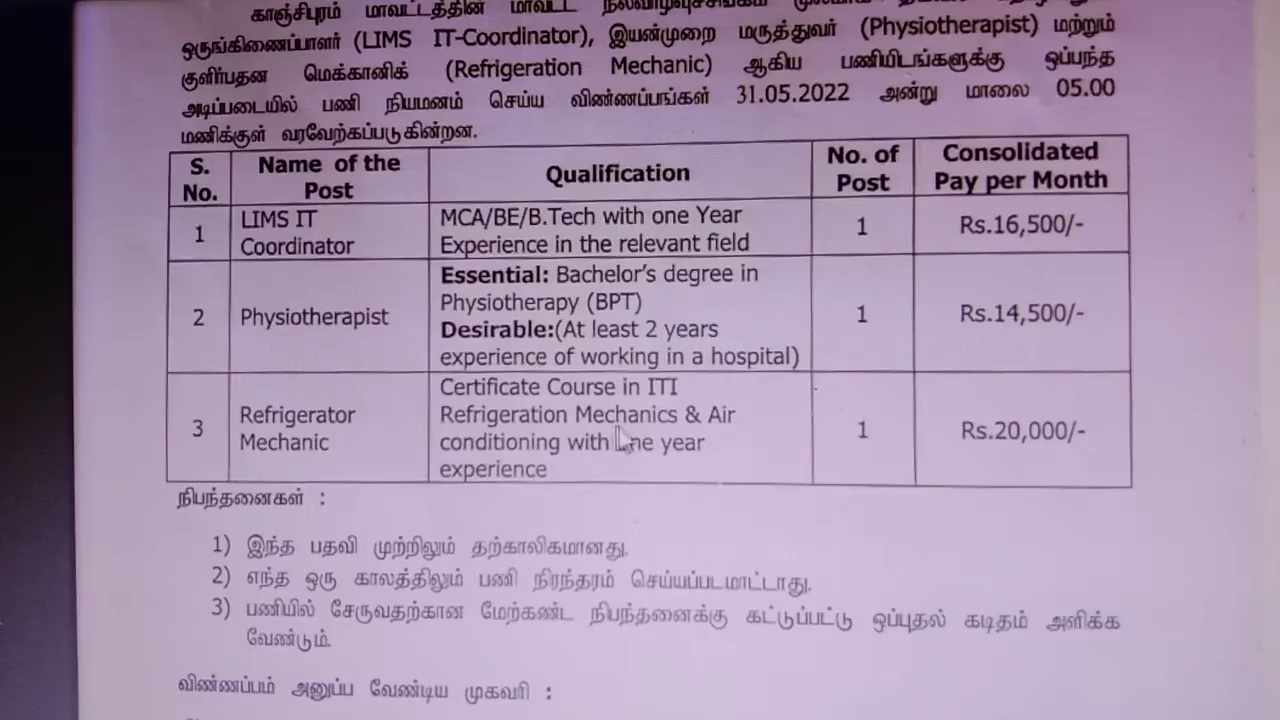 காஞ்சிபுரம் மாவட்டத்தின் மாவட்ட நலவாழ்வுச்சங்கம் மூலமாக
ஒருங்கிணைப்பாளர் (LIMS IT-Coordinator), இயன்முறை மருத்துவர் (Physiotherapist) மற்றும்
குளிர்பதன மெக்கானிக் (Refrigeration Mechanic) ஆகிய பணியிடங்களுக்கு ஒப்பந்த
அடிப்படையில் பணி நியமனம் செய்ய விண்ணப்பங்கள் 31.05.2022 அன்று மாலை 05.00
மணிக்குள் வரவேற்கப்படுகின்றன.
S. No. Name of the Post Qualification No. of Post Consolidated Pay per Month
1 LIMS IT Coordinator MCA/BE/B.Tech with one Year
Experience in the relevant field 1 Rs.16,500/-
2 Physiotherapist Essential: Bachelor's degree in
Physiotherapy (BPT)
Desirable:(At least 2 years
experience of working in a hospital) 1 Rs.14,500/-
3 Refrigerator Mechanic Certificate Course in ITI
Refrigeration Mechanics & Air
conditioning with one year
experience 1 Rs.20,000/-
நிபந்தனைகள் :
1) இந்த பதவி முற்றிலும் தற்காலிகமானது.
2) எந்த ஒரு காலத்திலும் பணி நிரந்தரம் செய்யப்படமாட்டாது.
3) பணியில் சேருவதற்கான மேற்கண்ட நிபந்தனைக்கு கட்டுப்பட்டு ஒப்புதல் கடிதம் அளிக்க
வேண்டும்.
விண்ணப்பம் அனுப்ப வேண்டிய முகவரி :